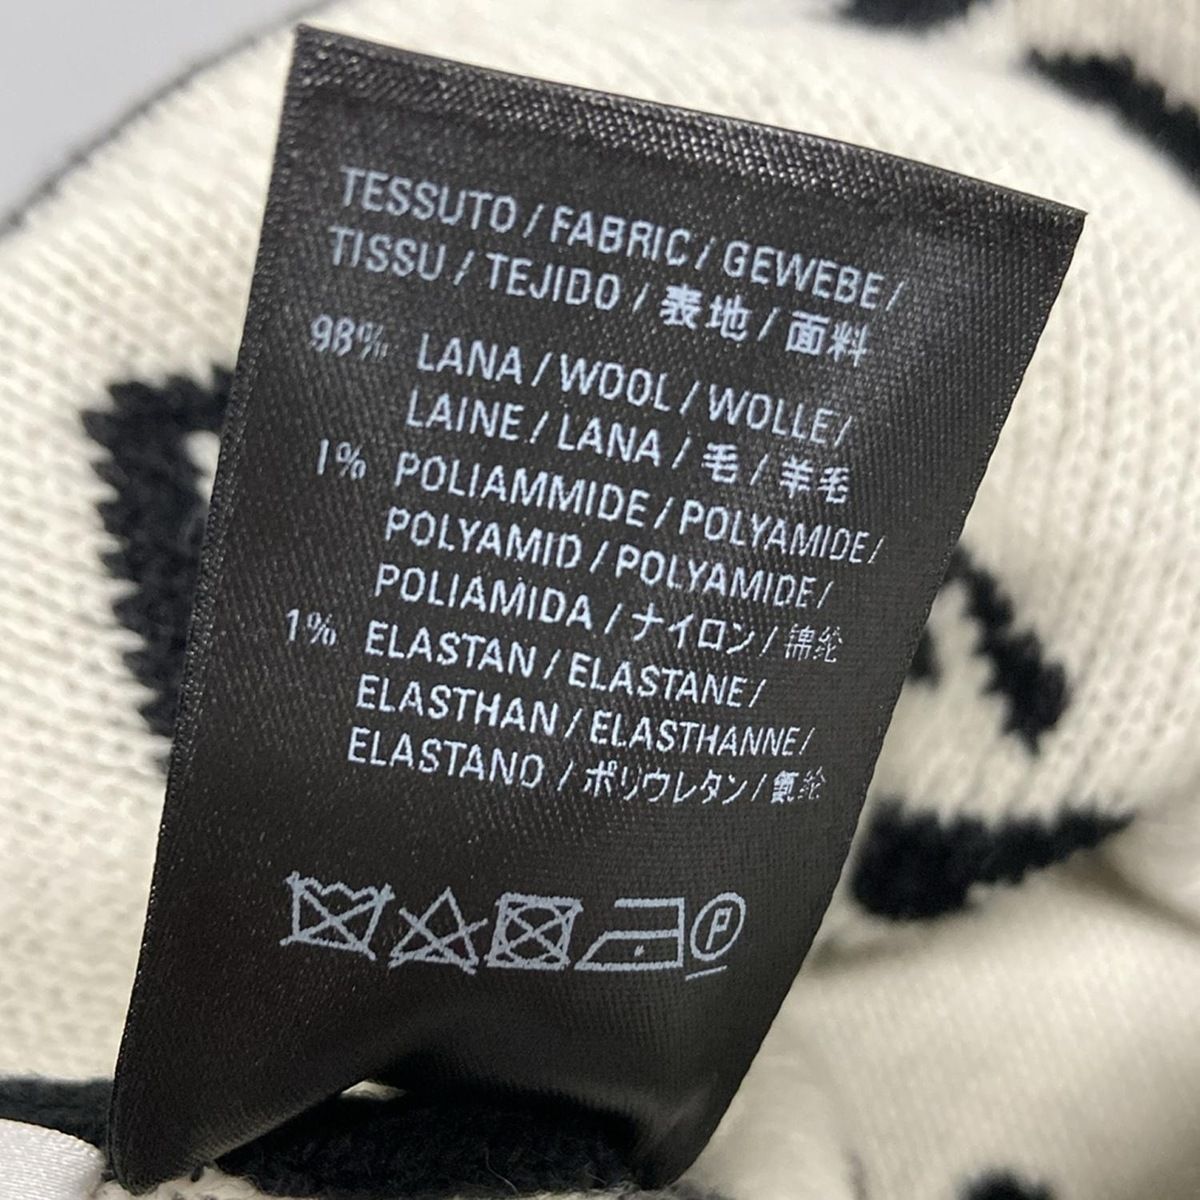 TESSUTO / FABRIC / GEWEBE /
TISSU / TEJIDO / 表地 / 面料
98% LANA / WOOL / WOLLE /
LAINE / LANA / 毛 / 羊毛
1% POLIAMMIDE / POLYAMIDE /
POLYAMID / POLYAMIDE /
POLIAMIDA / ナイロン / 锦纶
1% ELASTAN / ELASTANE /
ELASTHAN / ELASTHANNE /
ELASTANO / ポリウレタン / 氨纶
P